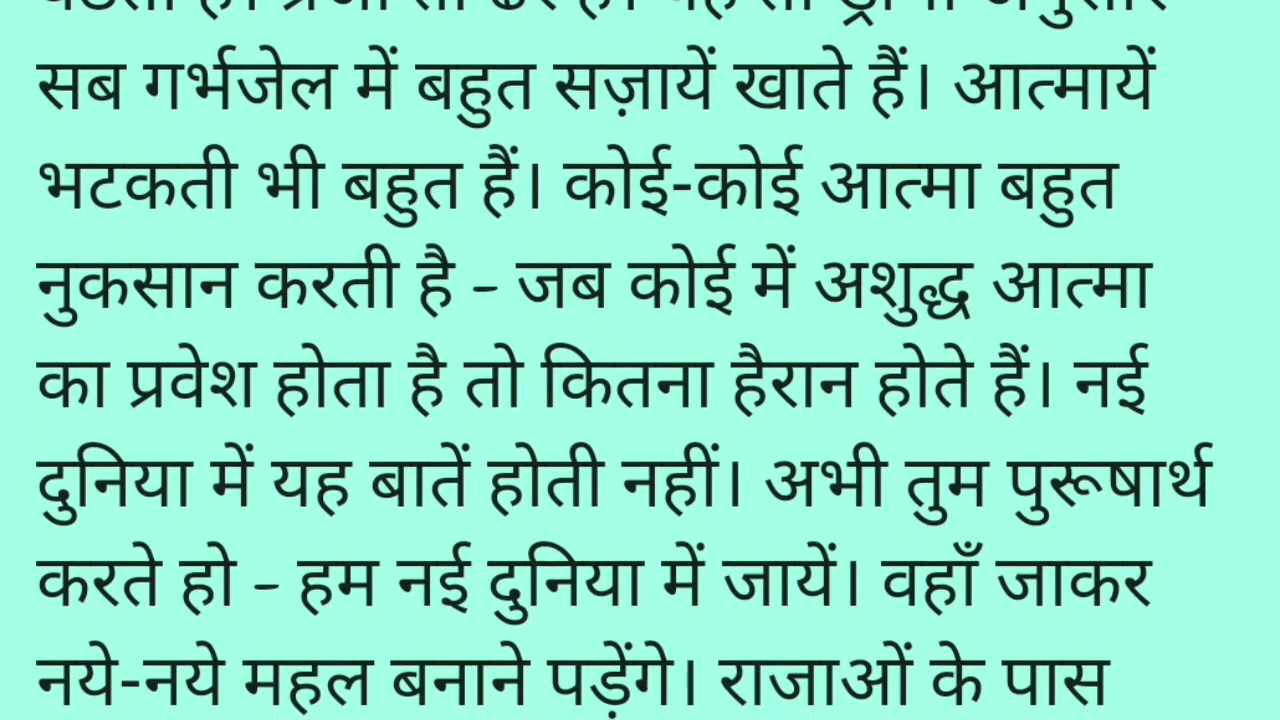 सब गर्भजेल में बहुत सज़ायें खाते हैं। आत्मायें
भटकती भी बहुत हैं। कोई-कोई आत्मा बहुत
नुकसान करती है – जब कोई में अशुद्ध आत्मा
का प्रवेश होता है तो कितना हैरान होते हैं। नई
दुनिया में यह बातें होती नहीं। अभी तुम पुरूषार्थ
करते हो – हम नई दुनिया में जायें। वहाँ जाकर
नये-नये महल बनाने पड़ेंगे। राजाओं के पास